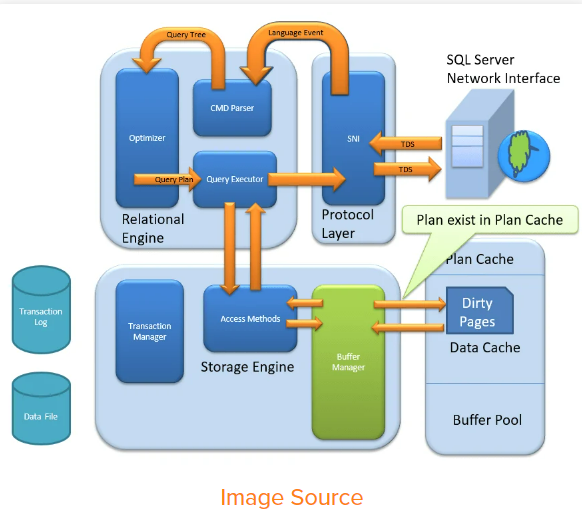 Query Tree
Language Event
SQL Server
Network Interface
CMD Parser
Optimizer
SNI
TDS
TDS
Query Plan
Query Executor
Relational
Engine
Protocol
Layer
Plan exist in Plan Cache
Plan Cache
Transaction
Log
Transaction
Manager
Access Methods
Dirty
Pages
Data Cache
Storage Engine
Buffer
Manager
Data File
Buffer Pool
Image Source